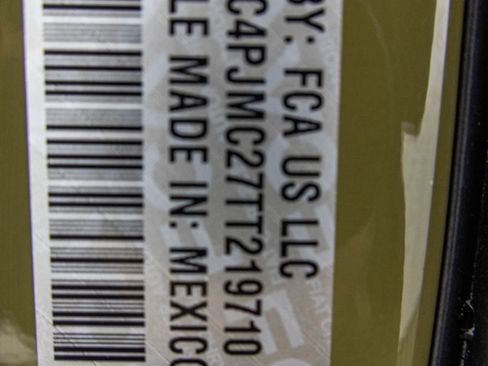 BY: FCA US LLC
C4PJMC27TT219710
LE MADE IN: MEXICO